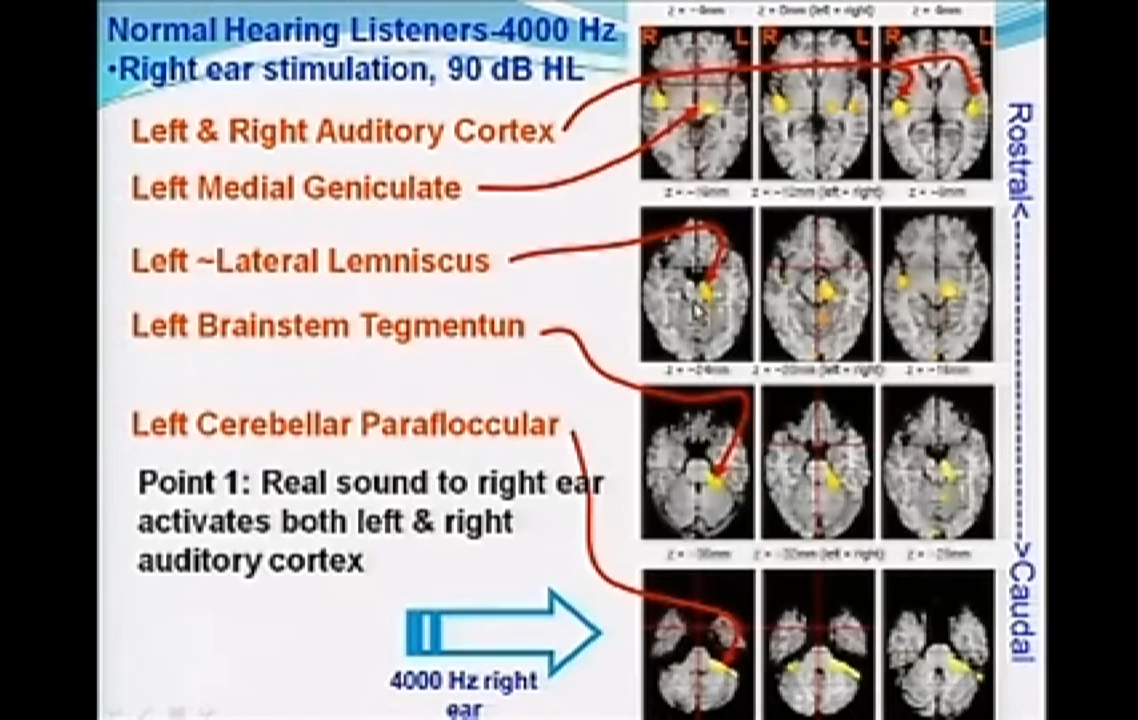 Normal Hearing Listeners-4000 Hz
•Right ear stimulation, 90 dB HL
Left & Right Auditory Cortex
Left Medial Geniculate
Left ~Lateral Lemniscus
Left Brainstem Tegmentun
Left Cerebellar Parafloccular
Point 1: Real sound to right ear
activates both left & right
auditory cortex
4000 Hz right
ear
R L R L R L
Rostral<---------------------------->Caudal